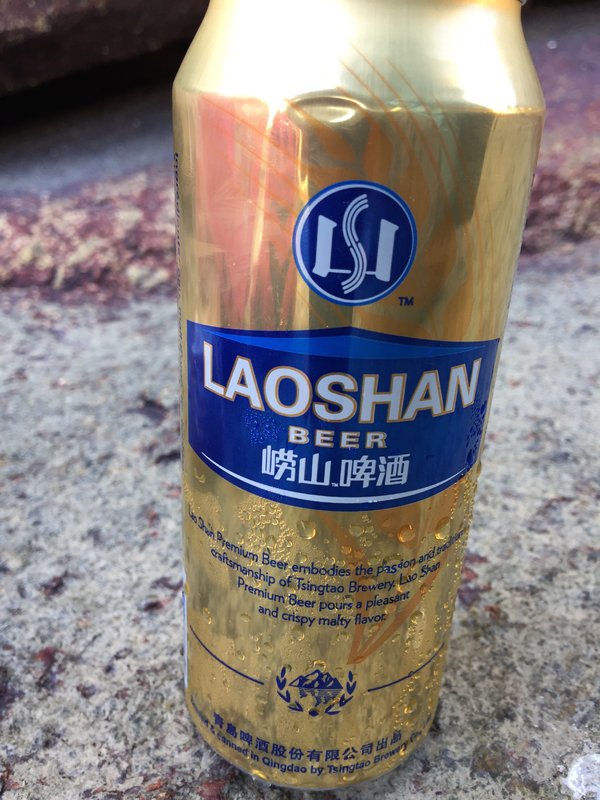 TM
LAOSHAN
BEER
崂山 啤酒
Lao Shan Premium Beer embodies the passion and
craftsmanship of Tsingtao Brewery. Lao Shan
Premium Beer pours a pleasant
and crispy malty flavor.
青島啤酒股份有限公司出品
& canned in Qingdao by Tsingtao Brewery